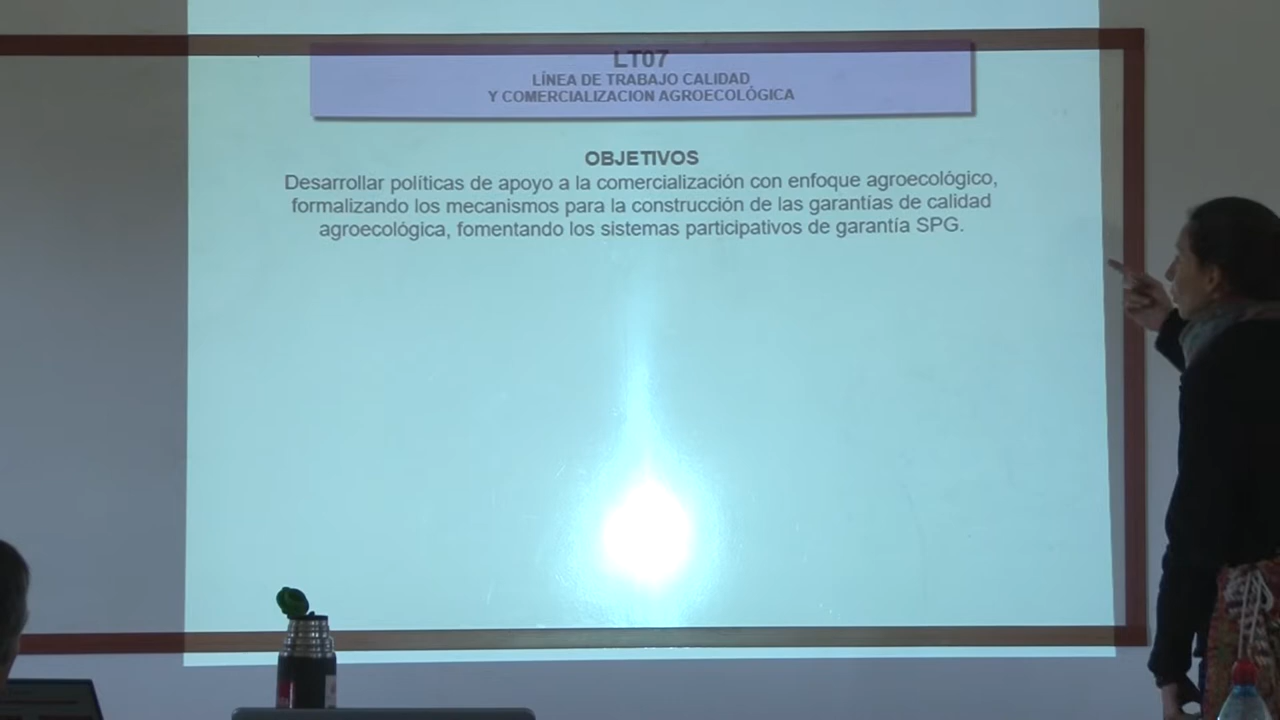 LT07
LÍNEA DE TRABAJO CALIDAD
Y COMERCIALIZACION AGROECOLÓGICA
OBJETIVOS
Desarrollar políticas de apoyo a la comercialización con enfoque agroecológico,
formalizando los mecanismos para la construcción de las garantías de calidad
agroecológica, fomentando los sistemas participativos de garantía SPG.